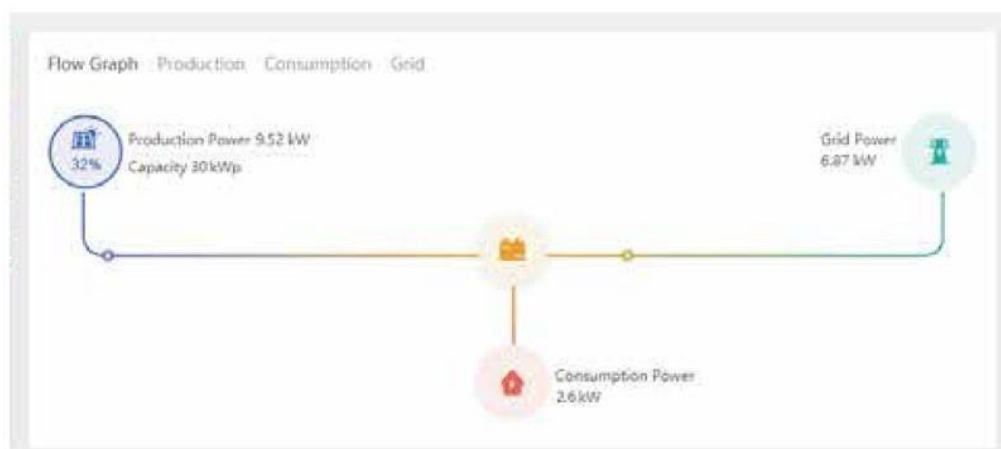 Flow Graph Production Consumption Grid
Production Power 9.52 kW
Capacity 30 kWp
32%
Grid Power
6.87 kW
Consumption Power
2.6 kW